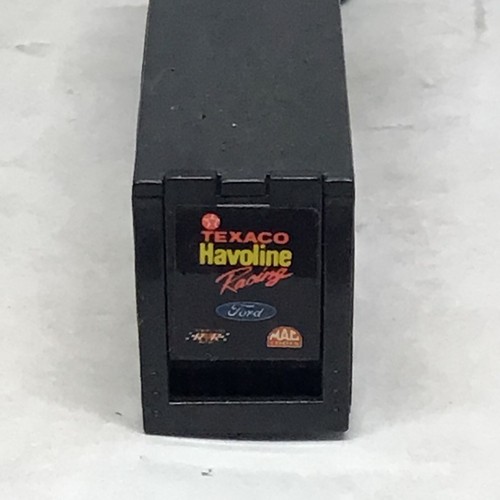 TEXACO
Havoline
Racing
Ford
MAC